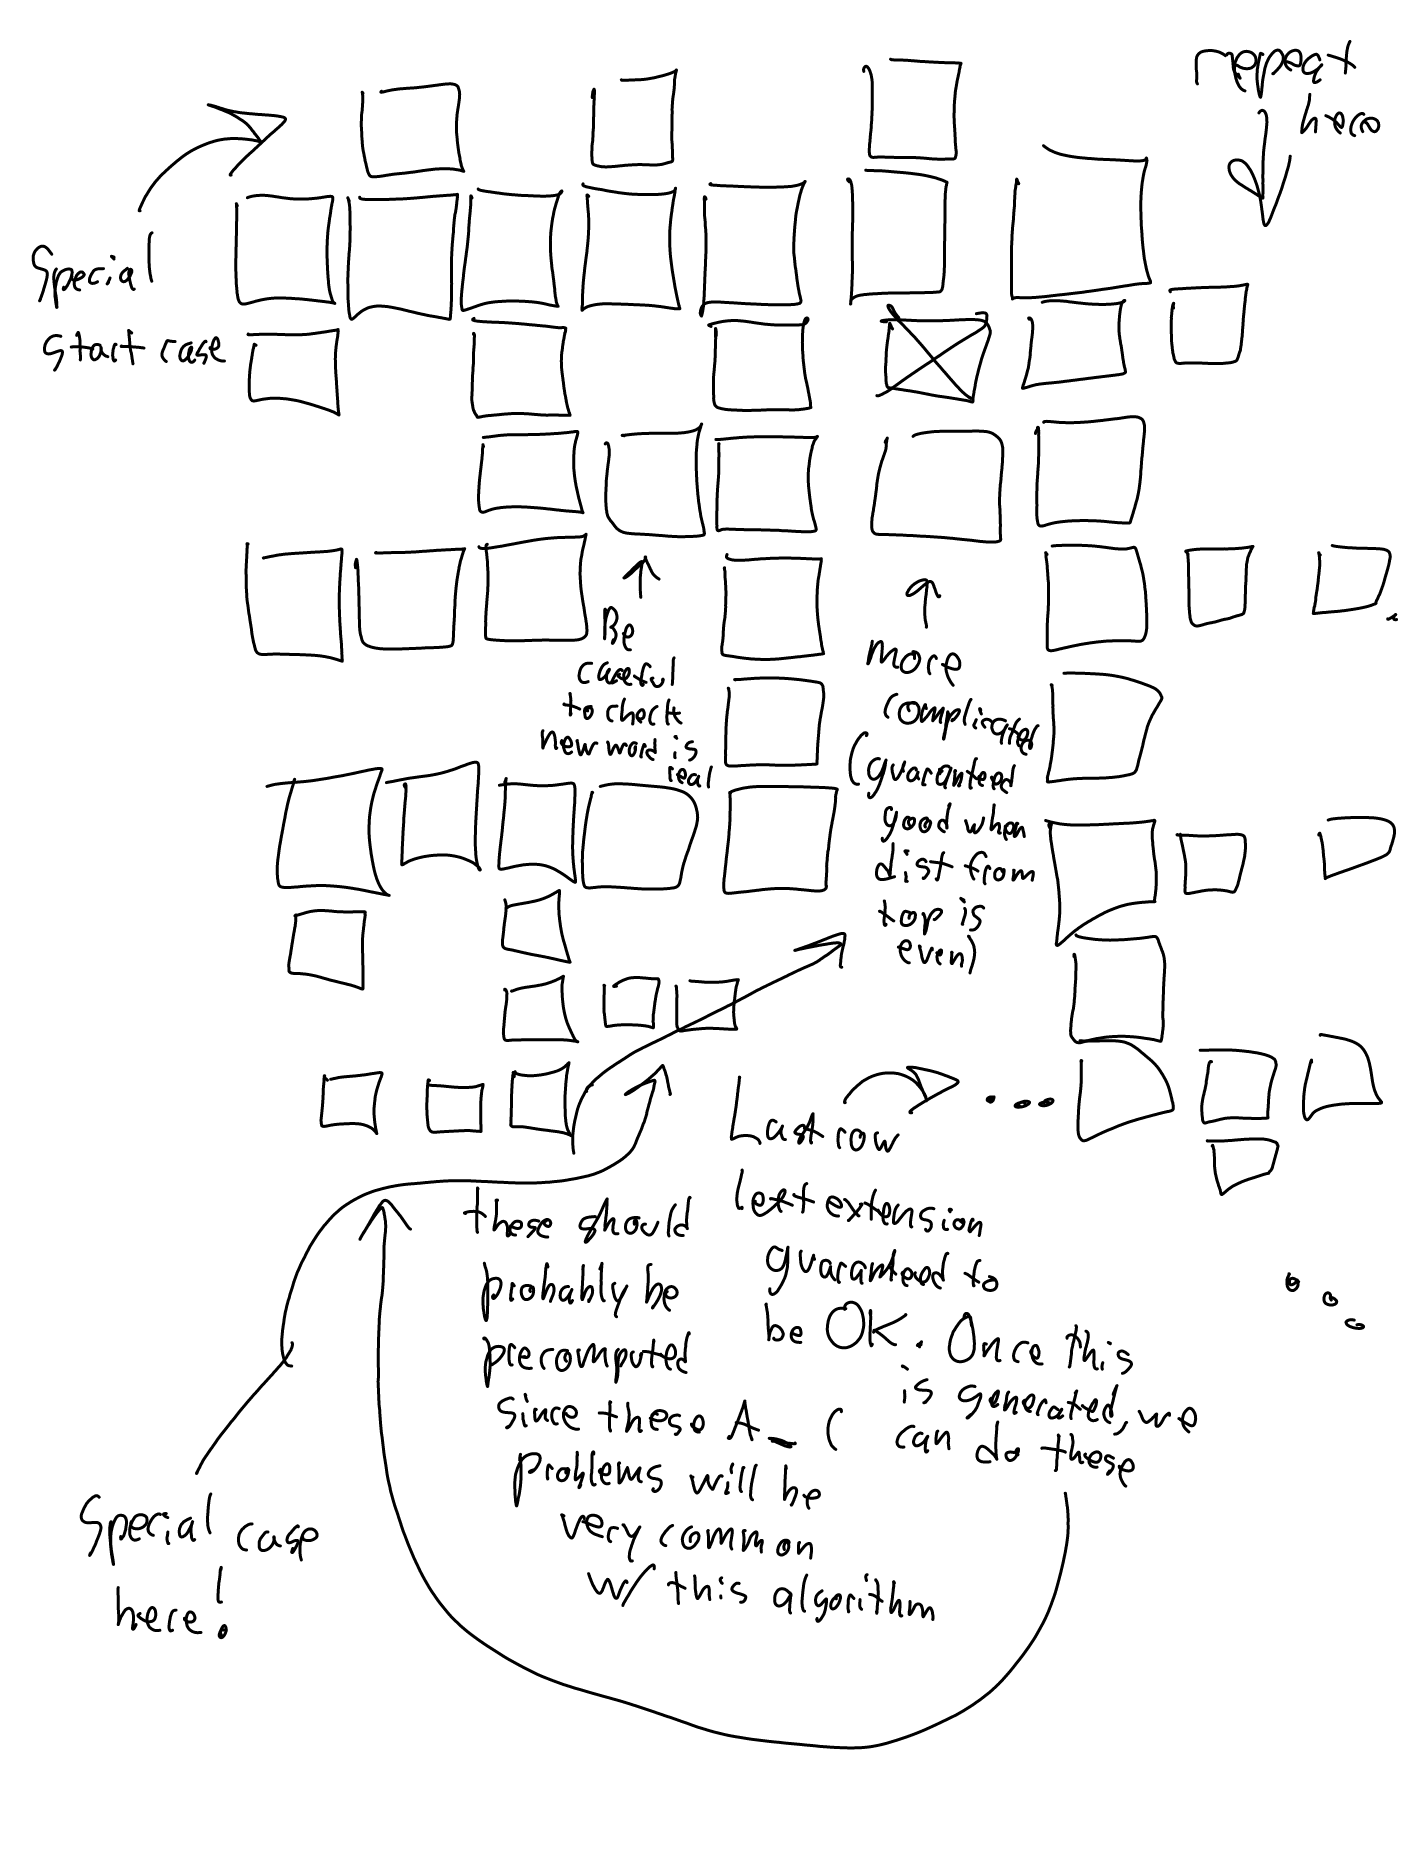 repeat
here
Special
start case
Be
careful
to check
new word is
real
more
complicated
(guaranteed
good when
dist from
top is
even)
Last row
left extension
guaranteed to
be OK. Once this
is generated, we
can do these
these should
probably be
precomputed
since these A_C
problems will be
very common
w/ this algorithm
Special case
here!